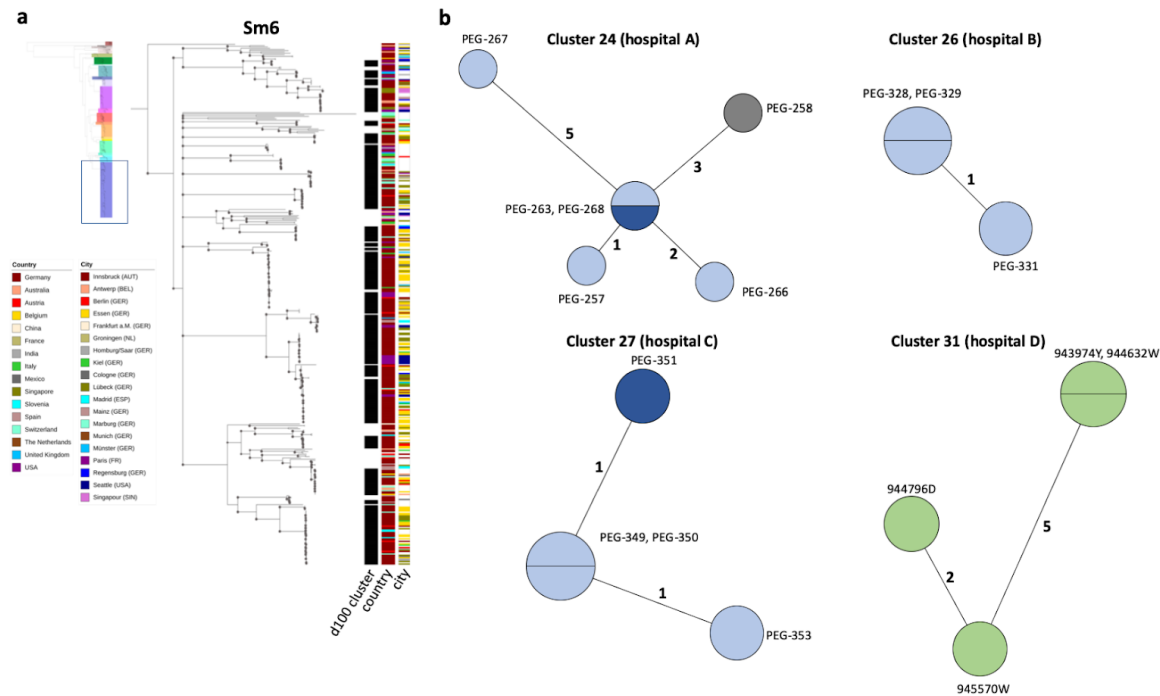 a
Sm6
Country
Germany
Australia
Austria
Belgium
China
France
India
Italy
Mexico
Singapore
Slovenia
Spain
Switzerland
The Netherlands
United Kingdom
USA
City
Innsbruck (AUT)
Antwerp (BEL)
Berlin (GER)
Essen (GER)
Frankfurt a.M. (GER)
Groningen (NL)
Homburg/Saar (GER)
Kiel (GER)
Cologne (GER)
Lübeck (GER)
Madrid (ESP)
Mainz (GER)
Marburg (GER)
Munich (GER)
Münster (GER)
Paris (FR)
Regensburg (GER)
Seattle (USA)
Singapour (SIN)
d100 cluster
country
city
b
Cluster 24 (hospital A)
PEG-267
PEG-258
5
3
PEG-263, PEG-268
1
2
PEG-257
PEG-266
Cluster 26 (hospital B)
PEG-328, PEG-329
1
PEG-331
Cluster 27 (hospital C)
PEG-351
1
PEG-349, PEG-350
1
PEG-353
Cluster 31 (hospital D)
943974Y, 944632W
944796D
5
2
945570W